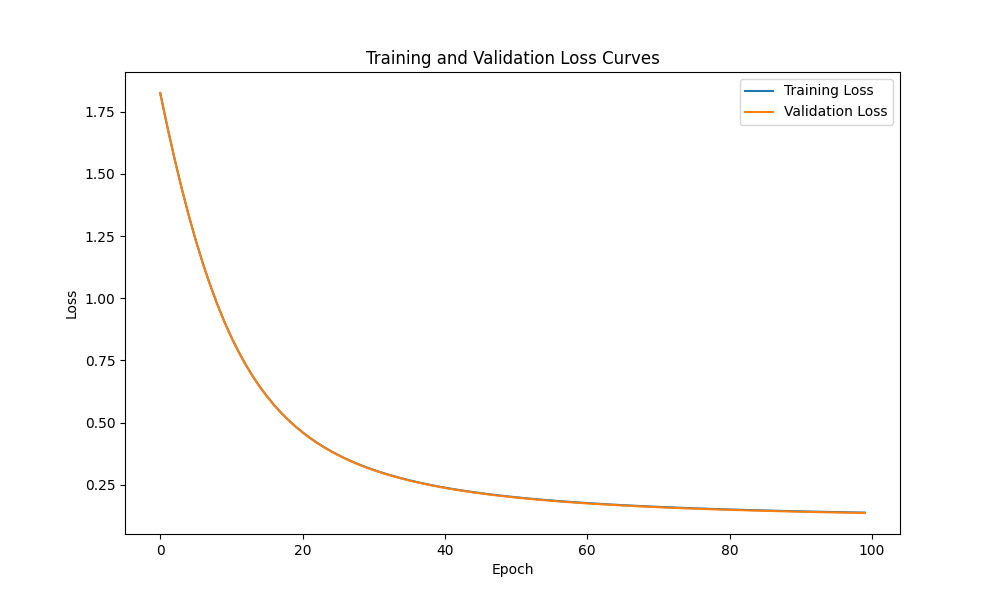 Training and Validation Loss Curves
Training Loss
Validation Loss
1.75
1.50
1.25
1.00
0.75
0.50
0.25
Loss
0 20 40 60 80 100
Epoch